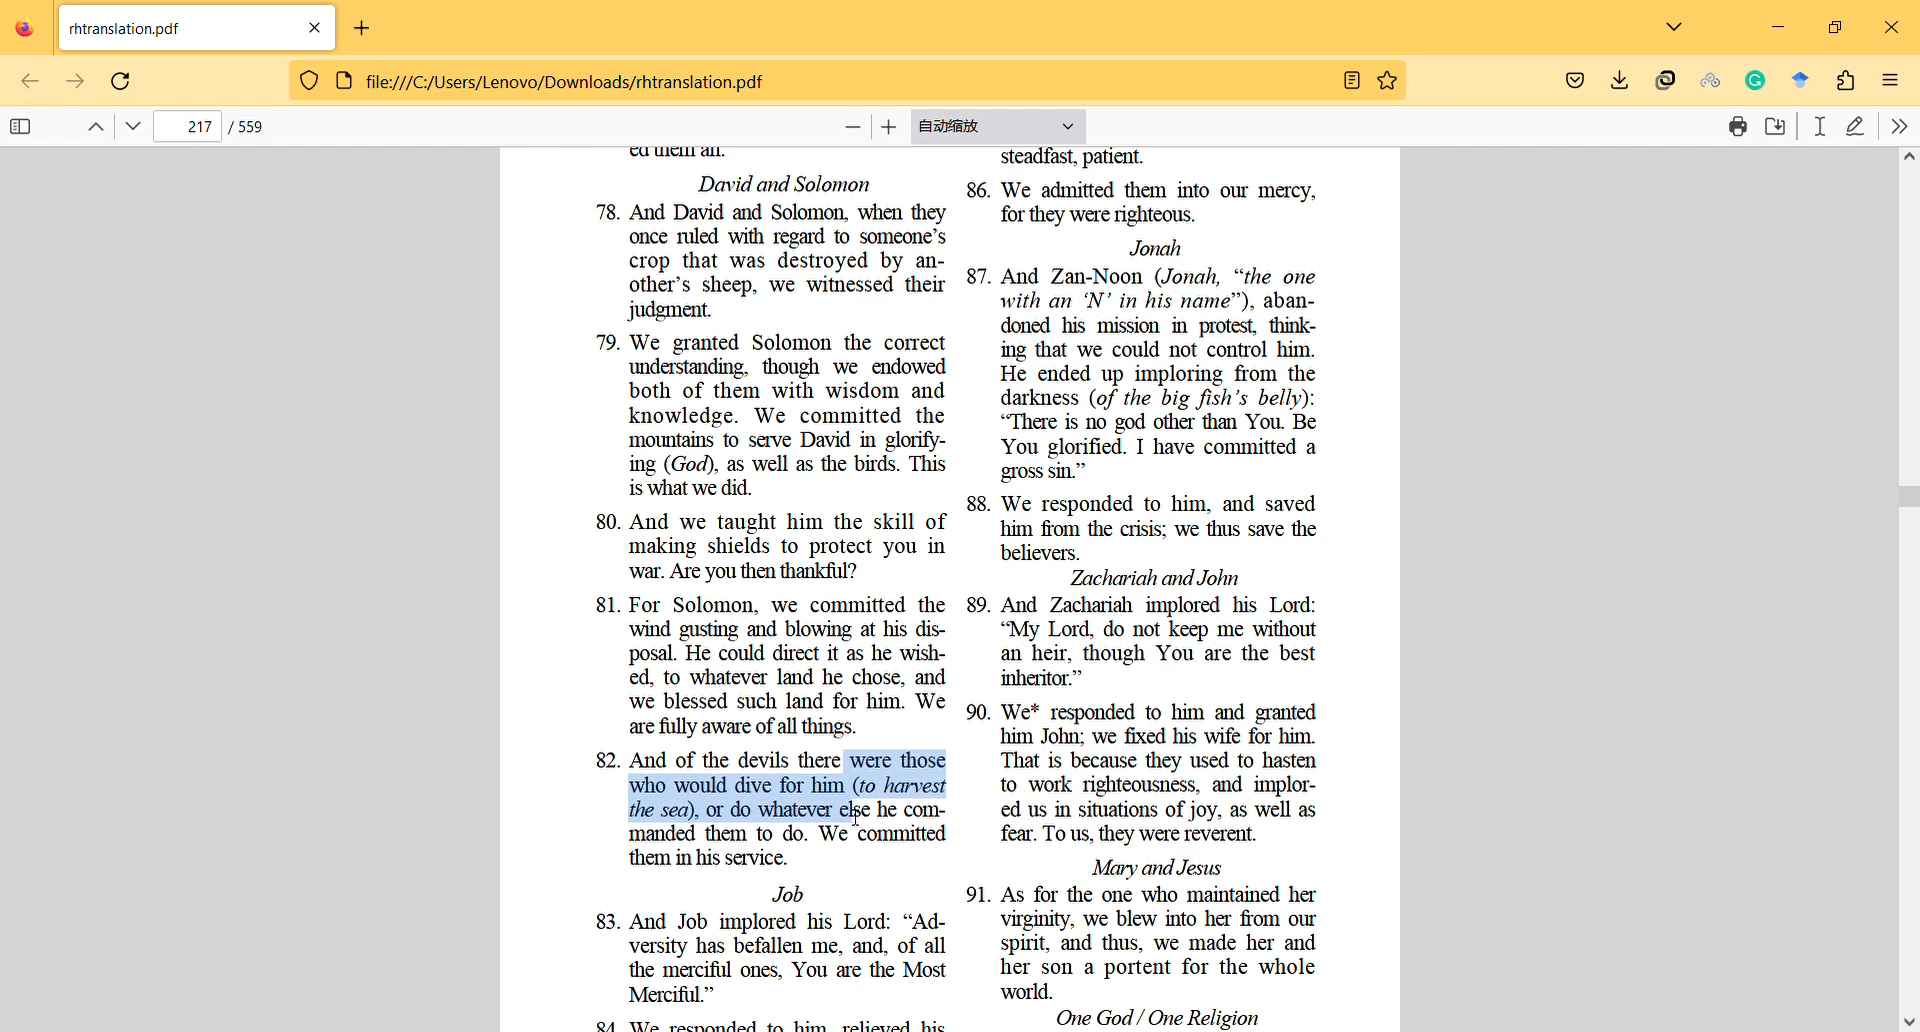 rhtranslation.pdf
file:///C:/Users/Lenovo/Downloads/rhtranslation.pdf
217 / 559
自动缩放
ed them all.
David and Solomon
78. And David and Solomon, when they
once ruled with regard to someone’s
crop that was destroyed by an-
other’s sheep, we witnessed their
judgment.
79. We granted Solomon the correct
understanding, though we endowed
both of them with wisdom and
knowledge. We committed the
mountains to serve David in glorify-
ing (God), as well as the birds. This
is what we did.
80. And we taught him the skill of
making shields to protect you in
war. Are you then thankful?
81. For Solomon, we committed the
wind gusting and blowing at his dis-
posal. He could direct it as he wish-
ed, to whatever land he chose, and
we blessed such land for him. We
are fully aware of all things.
82. And of the devils there were those
who would dive for him (to harvest
the sea), or do whatever else he com-
manded them to do. We committed
them in his service.
Job
83. And Job implored his Lord: “Ad-
versity has befallen me, and, of all
the merciful ones, You are the Most
Merciful.”
84. We responded to him, relieved his
steadfast, patient.
86. We admitted them into our mercy,
for they were righteous.
Jonah
87. And Zan-Noon (Jonah, “the one
with an ‘N’ in his name”), aban-
doned his mission in protest, think-
ing that we could not control him.
He ended up imploring from the
darkness (of the big fish’s belly):
“There is no god other than You. Be
You glorified. I have committed a
gross sin.”
88. We responded to him, and saved
him from the crisis; we thus save the
believers.
Zachariah and John
89. And Zachariah implored his Lord:
“My Lord, do not keep me without
an heir, though You are the best
inheritor.”
90. We* responded to him and granted
him John; we fixed his wife for him.
That is because they used to hasten
to work righteousness, and implor-
ed us in situations of joy, as well as
fear. To us, they were reverent.
Mary and Jesus
91. As for the one who maintained her
virginity, we blew into her from our
spirit, and thus, we made her and
her son a portent for the whole
world.
One God / One Religion